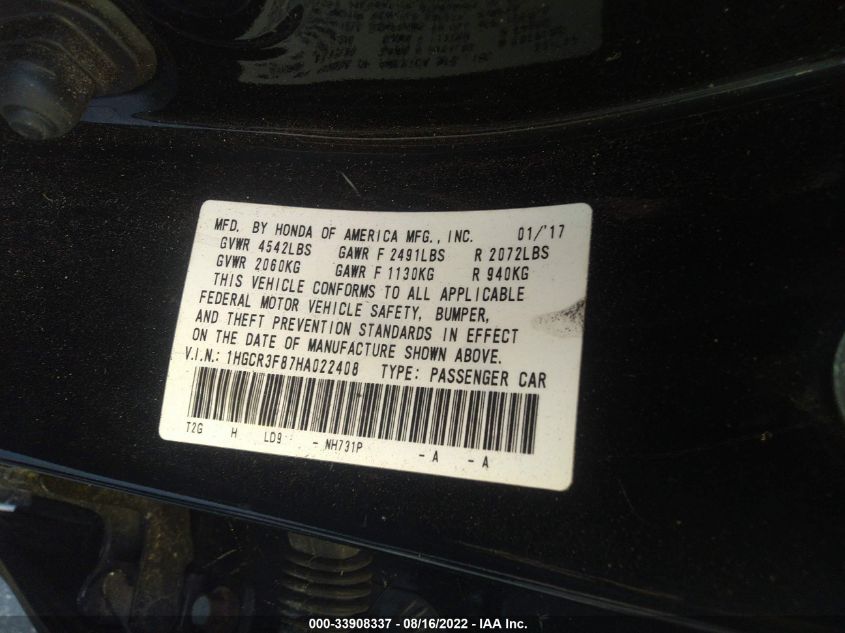 MFD. BY HONDA OF AMERICA MFG., INC. 01/'17
GVWR 4542LBS GAWR F 2491LBS R 2072LBS
GVWR 2060KG GAWR F 1130KG R 940KG
THIS VEHICLE CONFORMS TO ALL APPLICABLE
FEDERAL MOTOR VEHICLE SAFETY, BUMPER,
AND THEFT PREVENTION STANDARDS IN EFFECT
ON THE DATE OF MANUFACTURE SHOWN ABOVE.
V.I.N.: 1HGCR3F87HA022408 TYPE: PASSENGER CAR
T2G H LD9 - NH731P - A - A
000-33908337 - 08/16/2022 - IAA Inc.